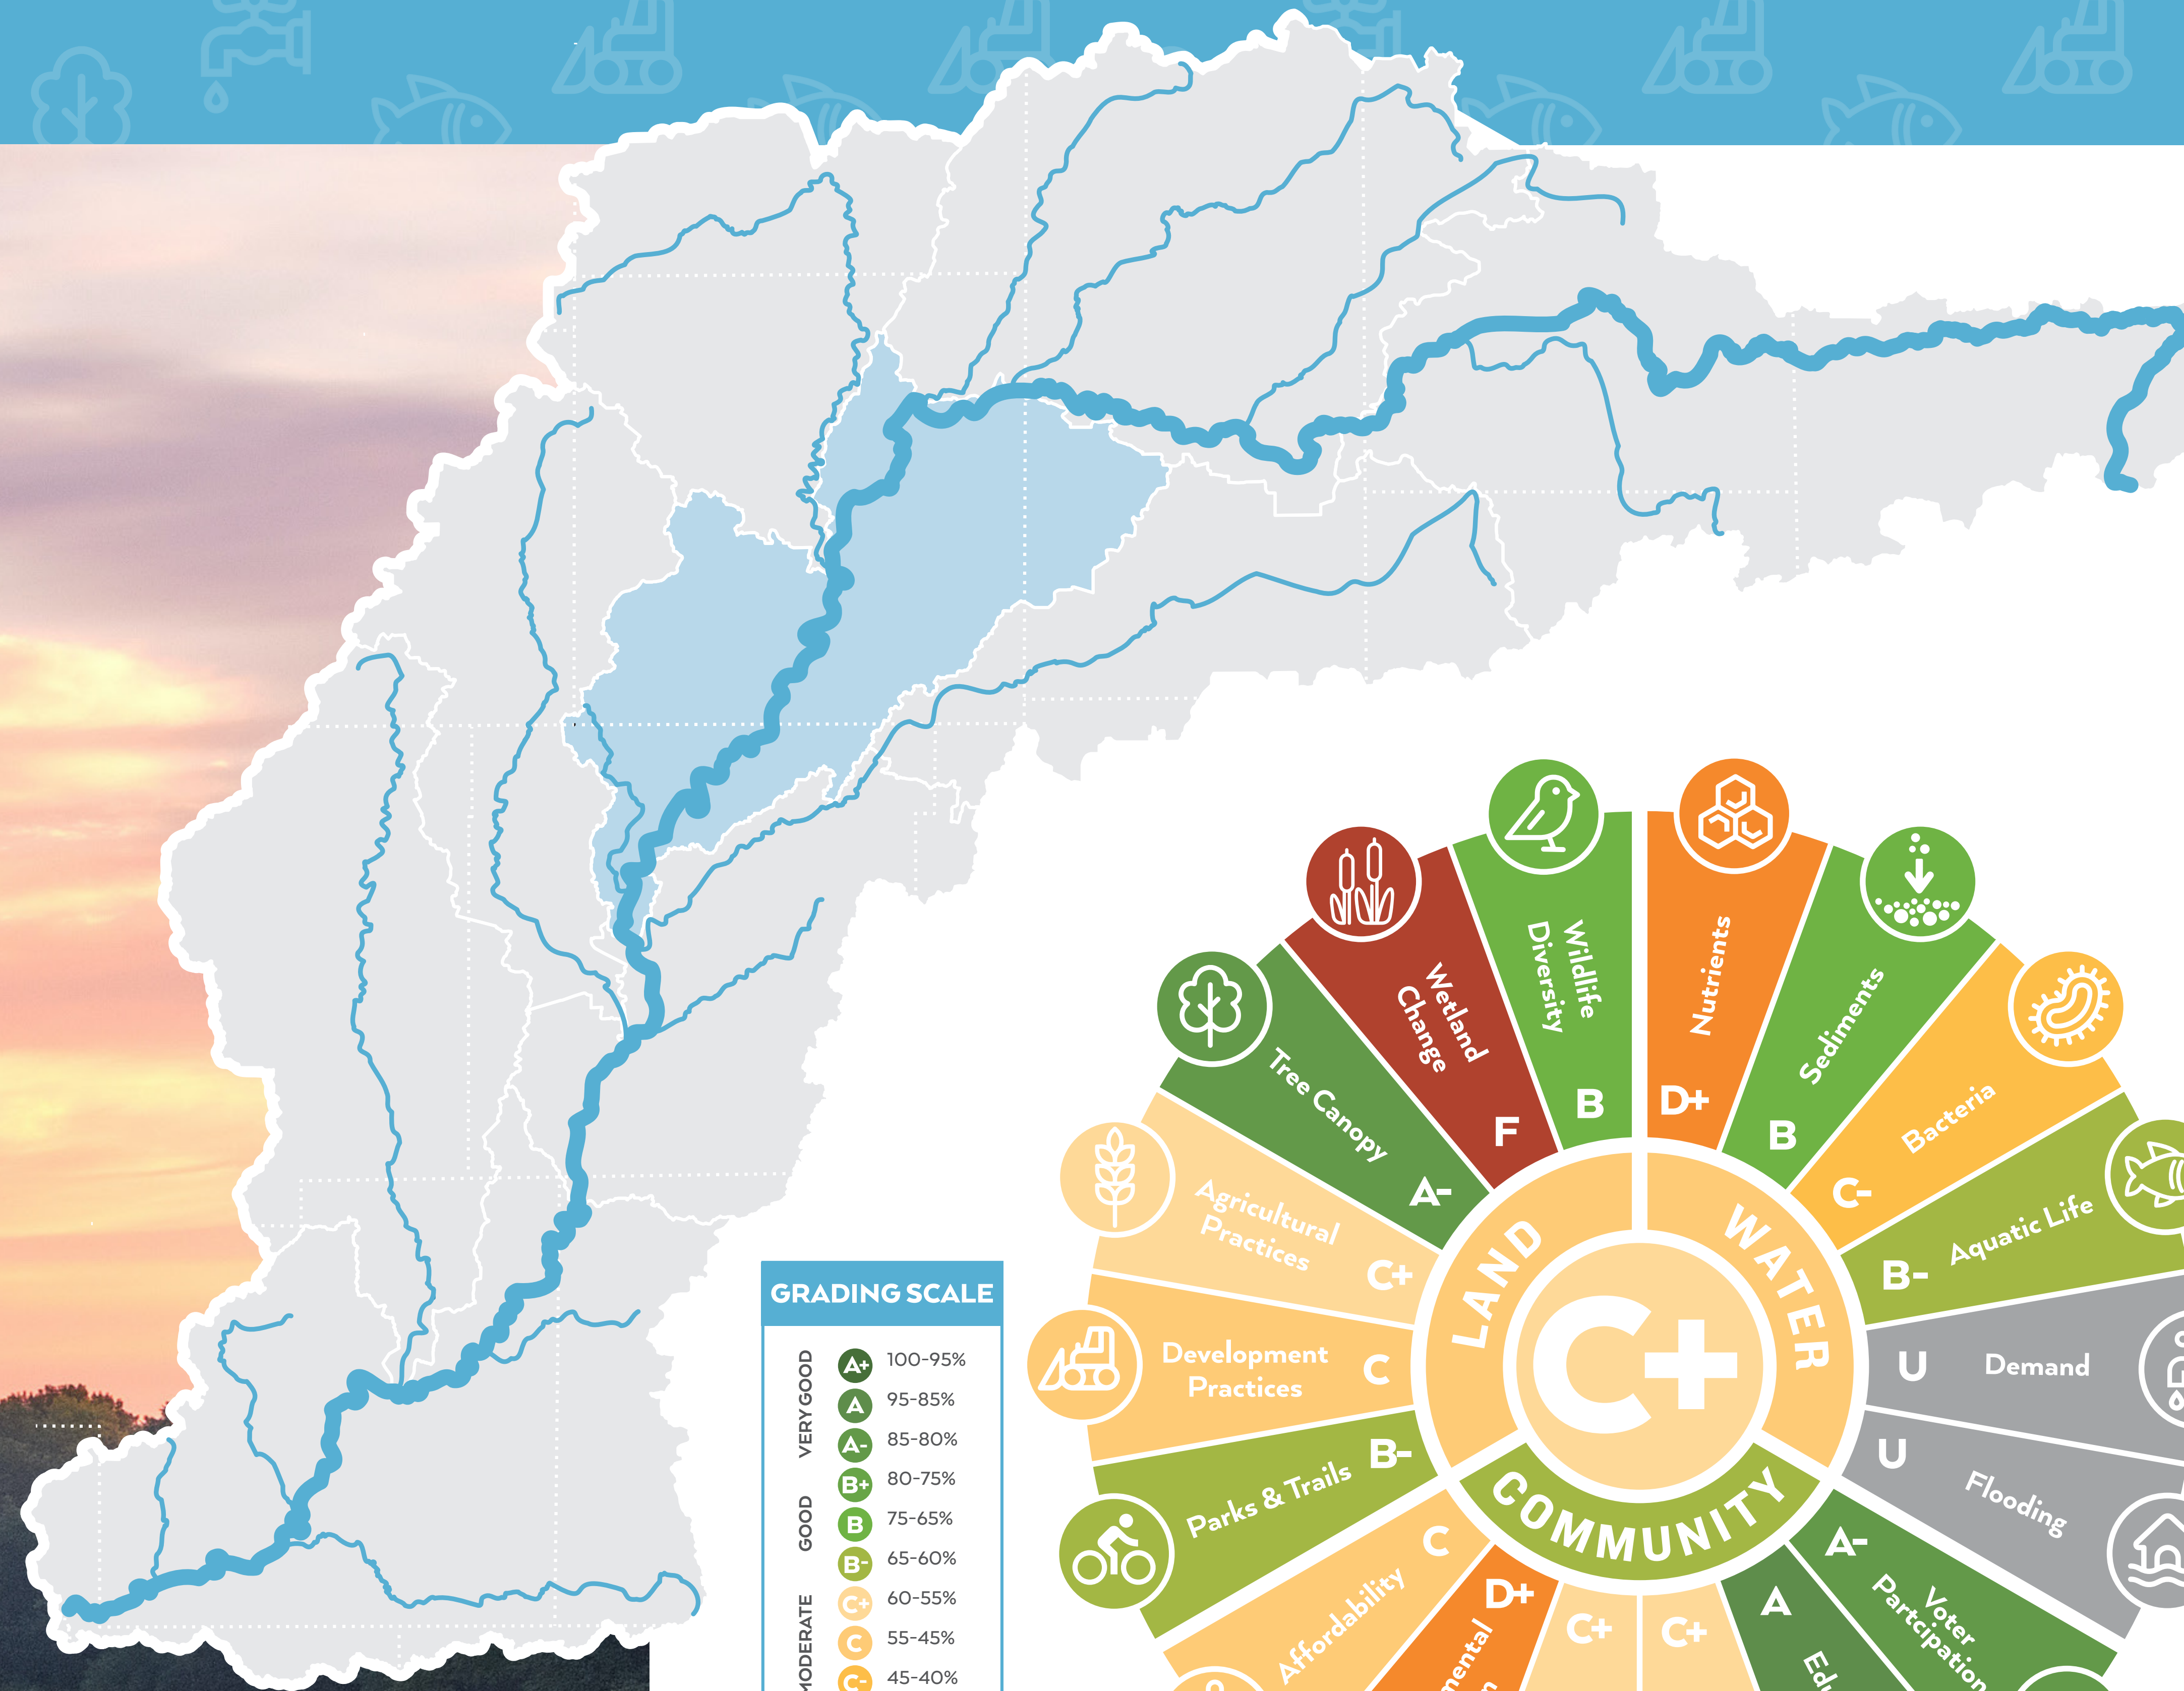 Wildlife
Diversity
B
Nutrients
D+
Sediments
B
Bacteria
C-
Aquatic Life
B-
Demand
U
Flooding
U
Voter
Partcipation
A-
A
C+
C+
D+
Affordability
C
Parks & Trails
B-
Development
Practices
C
Agricultural
Practices
C+
Tree Canopy
A-
Wetland
Change
F
LAND
WATER
COMMUNITY
C+
GRADING SCALE
VERY GOOD
A+ 100-95%
A 95-85%
A- 85-80%
GOOD
B+ 80-75%
B 75-65%
B- 65-60%
MODERATE
C+ 60-55%
C 55-45%
C- 45-40%